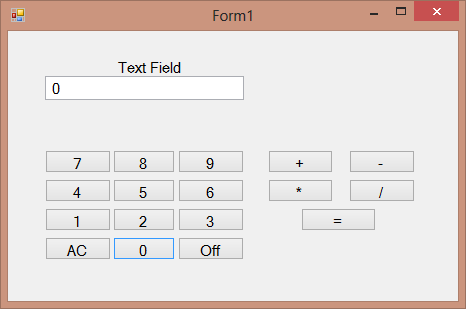 Form1
Text Field
0
7 8 9 + -
4 5 6 * /
1 2 3 =
AC 0 Off